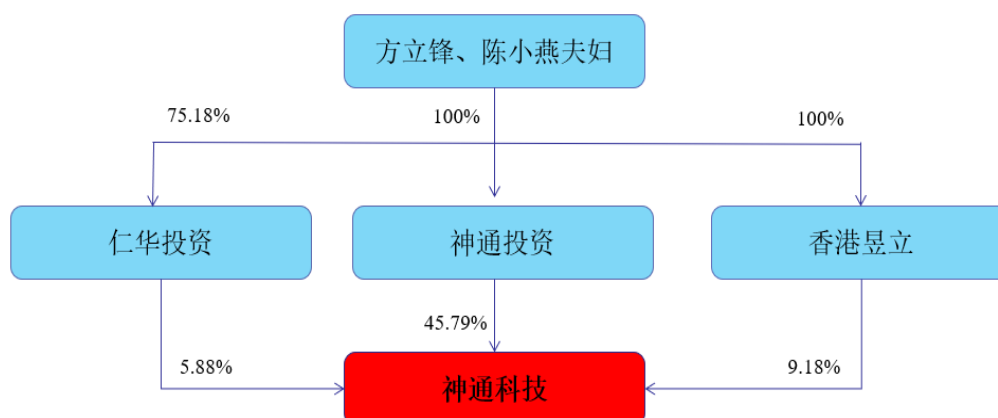 方立锋、陈小燕夫妇
75.18%
100%
100%
仁华投资
神通投资
香港昱立
45.79%
5.88%
9.18%
神通科技